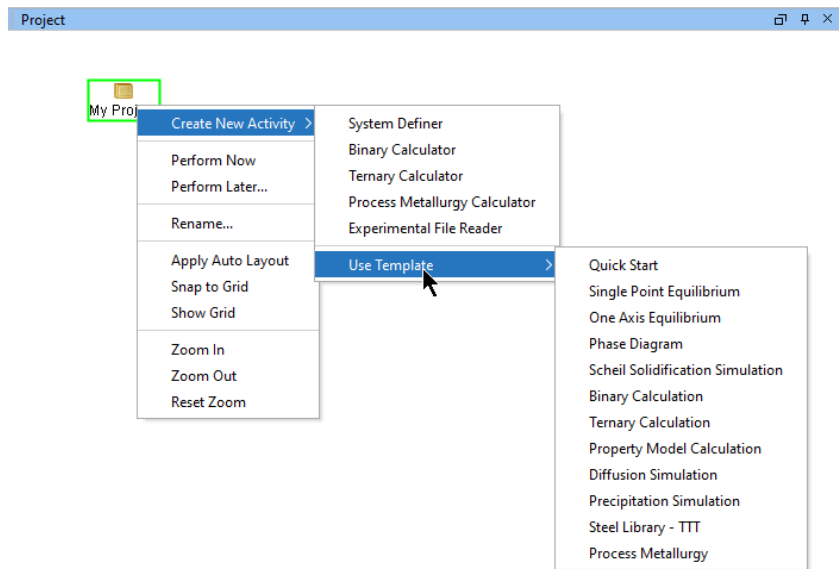 Project
My Proj
Create New Activity
Perform Now
Perform Later...
Rename...
Apply Auto Layout
Snap to Grid
Show Grid
Zoom In
Zoom Out
Reset Zoom
System Definer
Binary Calculator
Ternary Calculator
Process Metallurgy Calculator
Experimental File Reader
Use Template
Quick Start
Single Point Equilibrium
One Axis Equilibrium
Phase Diagram
Scheil Solidification Simulation
Binary Calculation
Ternary Calculation
Property Model Calculation
Diffusion Simulation
Precipitation Simulation
Steel Library - TTT
Process Metallurgy